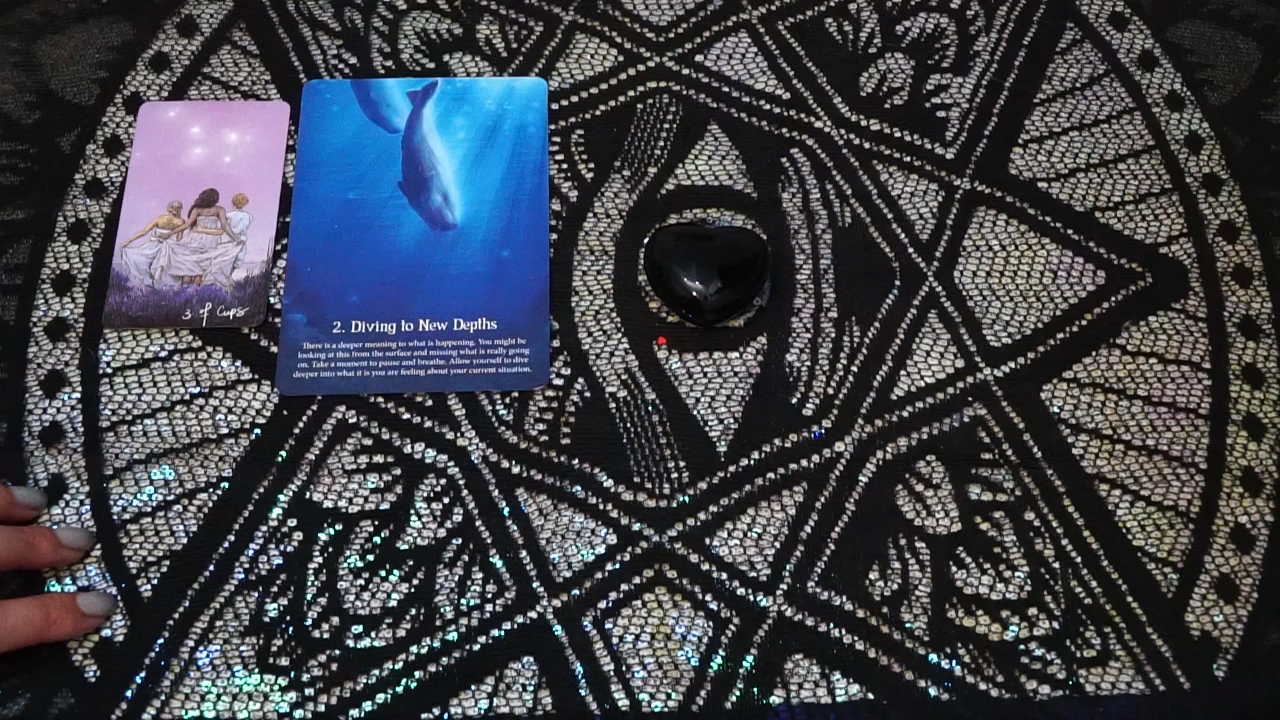 3 of Cups
2. Diving to New Depths
There is a deeper meaning to what is happening. You might be
looking at this from the surface and missing what is really going
on. Take a moment to pause and breathe. Allow yourself to dive
deeper into what it is you are feeling about your current situation.